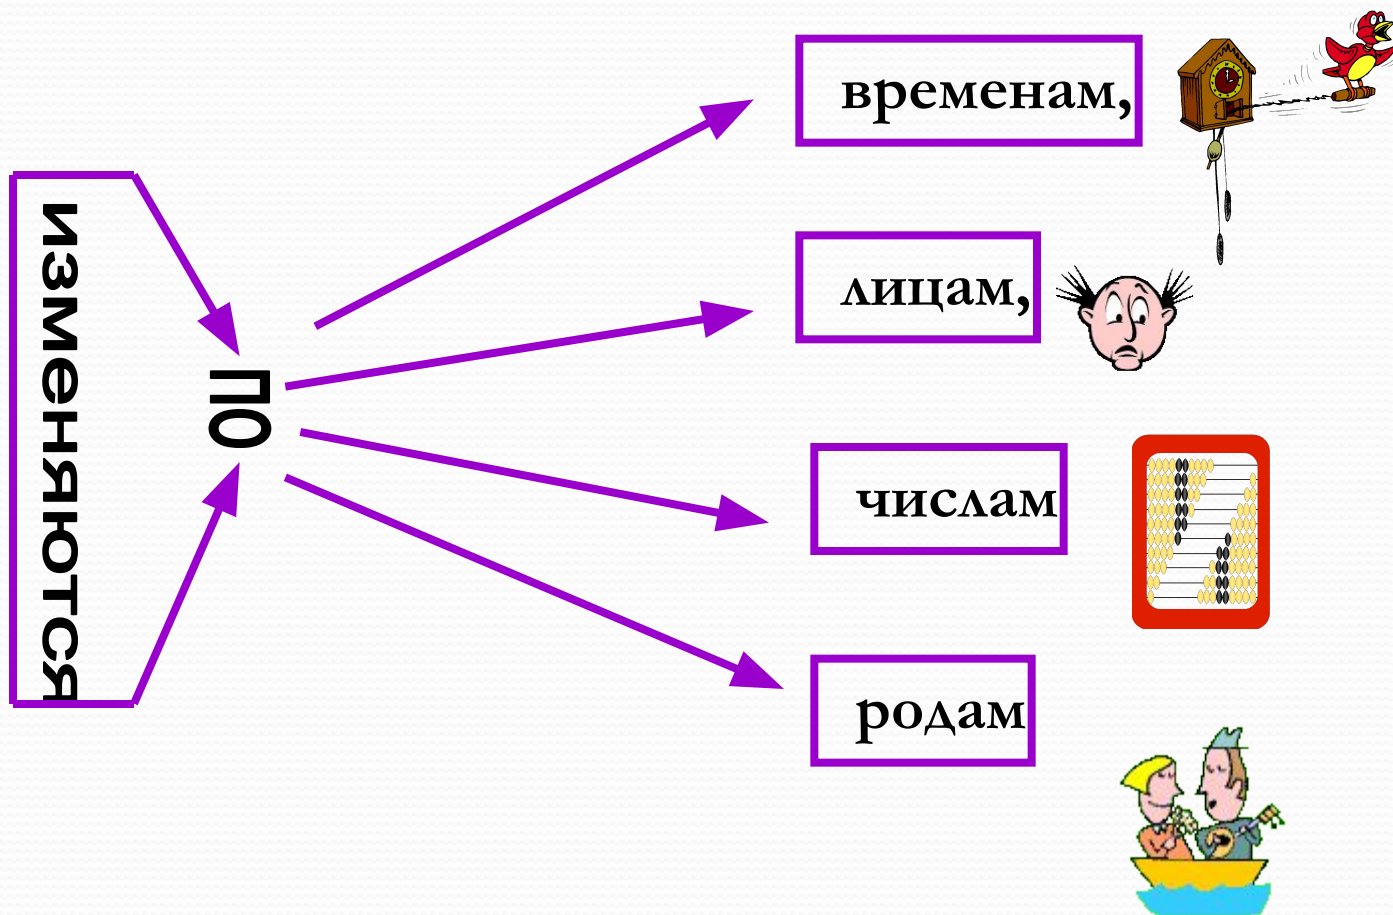 изменяются
по
временам,
лицам,
числам
родам